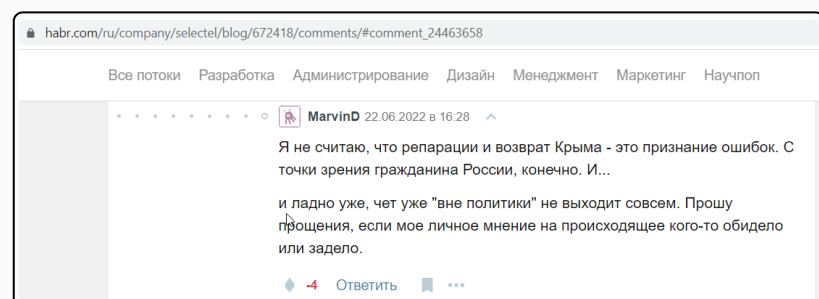 habr.com/ru/company/selectel/blog/672418/comments/#comment_24463658
Все потоки Разработка Администрирование Дизайн Менеджмент Маркетинг Научпоп
MarvinD 22.06.2022 в 16:28
Я не считаю, что репарации и возврат Крыма - это признание ошибок. С
точки зрения гражданина России, конечно. И...
и ладно уже, чет уже "вне политики" не выходит совсем. Прошу
прощения, если мое личное мнение на происходящее кого-то обидело
или задело.
-4 Ответить